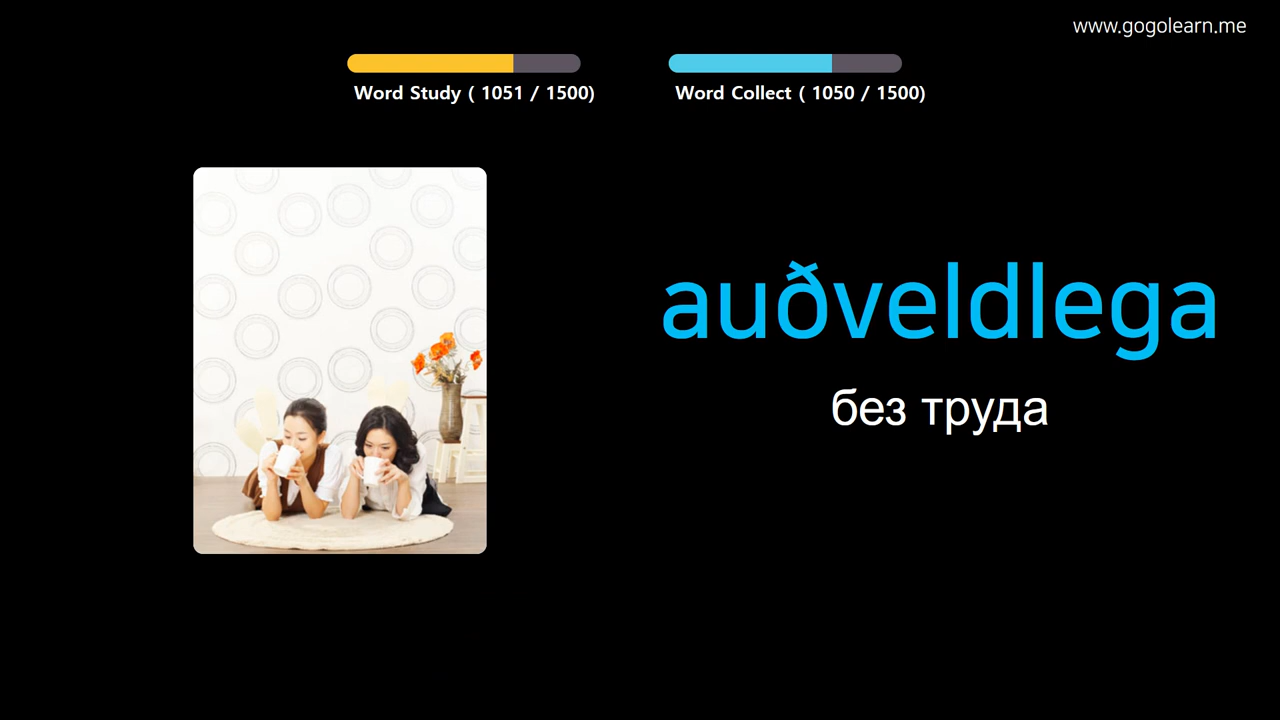 www.gogolearn.me
Word Study ( 1051 / 1500)
Word Collect ( 1050 / 1500)
auðveldlega
без труда